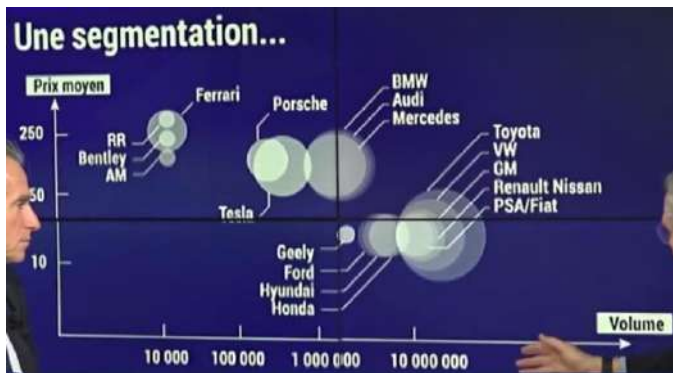 Une segmentation...
Prix moyen
250
50
10
Ferrari
RR
Bentley
AM
Porsche
Tesla
BMW
Audi
Mercedes
Toyota
VW
GM
Renault Nissan
PSA/Fiat
Geely
Ford
Hyundai
Honda
Volume
10 000
100 000
1 000 000
10 000 000